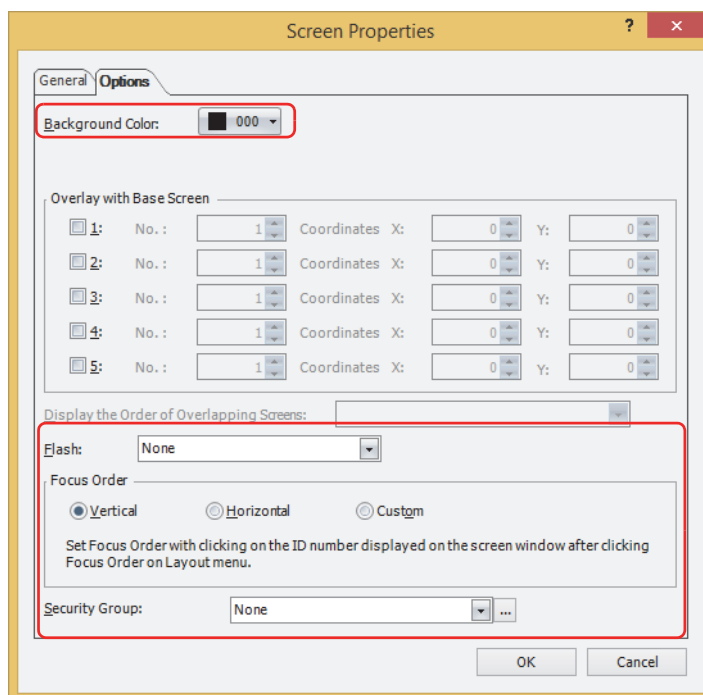 Screen Properties
? ×
General Options
Background Color: 000
Overlay with Base Screen
1: No. : 1 Coordinates X: 0 Y: 0
2: No. : 1 Coordinates X: 0 Y: 0
3: No. : 1 Coordinates X: 0 Y: 0
4: No. : 1 Coordinates X: 0 Y: 0
5: No. : 1 Coordinates X: 0 Y: 0
Display the Order of Overlapping Screens:
Flash: None
Focus Order
Vertical Horizontal Custom
Set Focus Order with clicking on the ID number displayed on the screen window after clicking
Focus Order on Layout menu.
Security Group: None ...
OK Cancel